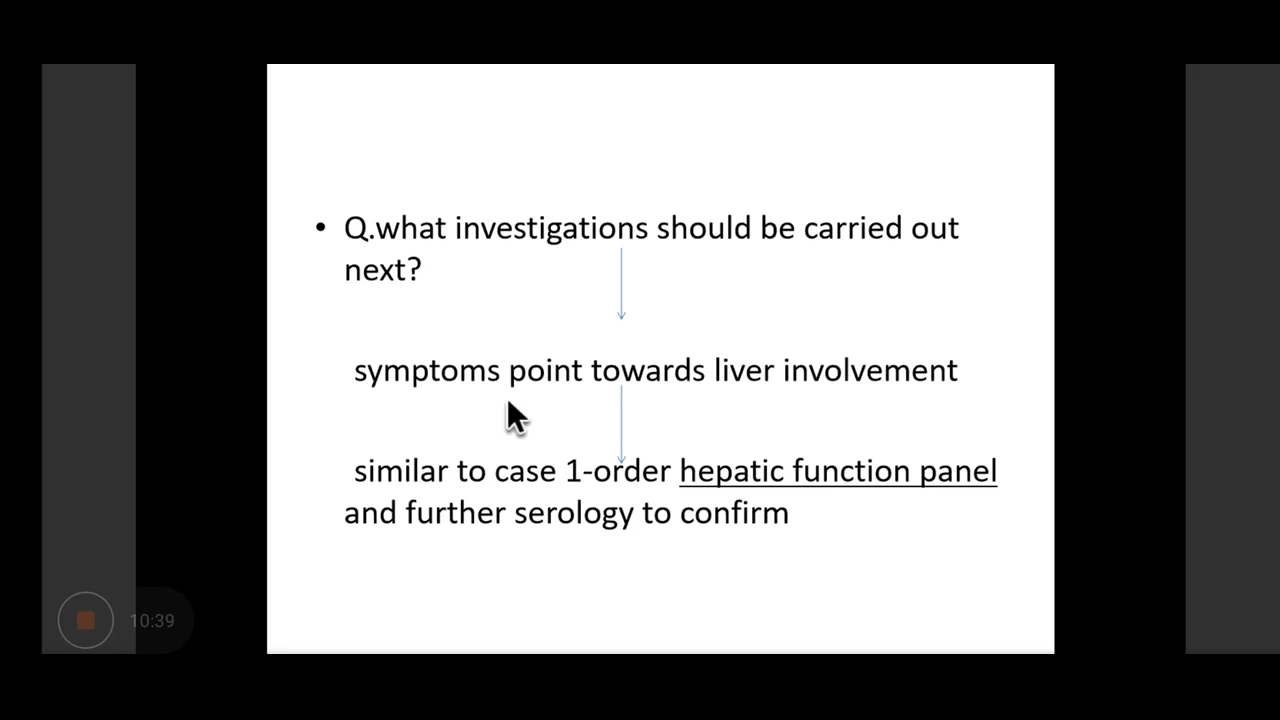 • Q.what investigations should be carried out
next?
symptoms point towards liver involvement
similar to case 1-order hepatic function panel
and further serology to confirm
10:39